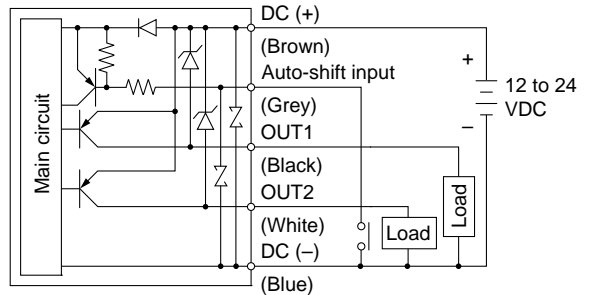 DC (+)
(Brown)
Auto-shift input
(Grey)
OUT1
(Black)
OUT2
(White)
DC (–)
(Blue)
Main circuit
+
12 to 24
VDC
–
Load
Load